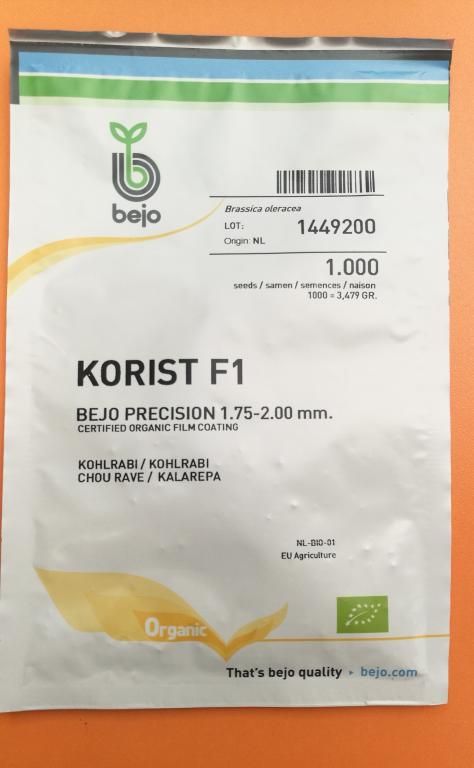 bejo
Brassica oleracea
LOT: 1449200
Origin: NL
1.000
seeds / samen / semences / naison
1000 = 3,479 GR.
KORIST F1
BEJO PRECISION 1.75-2.00 mm.
CERTIFIED ORGANIC FILM COATING
KOHLRABI / KOHLRABI
CHOU RAVE / KALAREPA
NL-BIO-01
EU Agriculture
Organic
That's bejo quality ▸ bejo.com